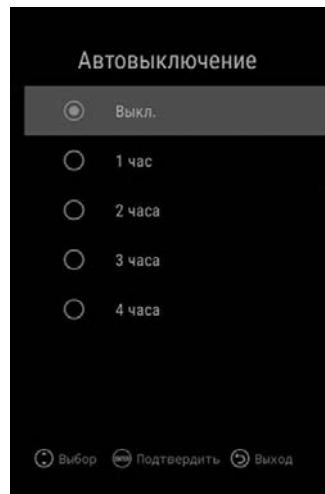 Автовыключение
Выкл.
1 час
2 часа
3 часа
4 часа
Выбор Подтвердить Выход